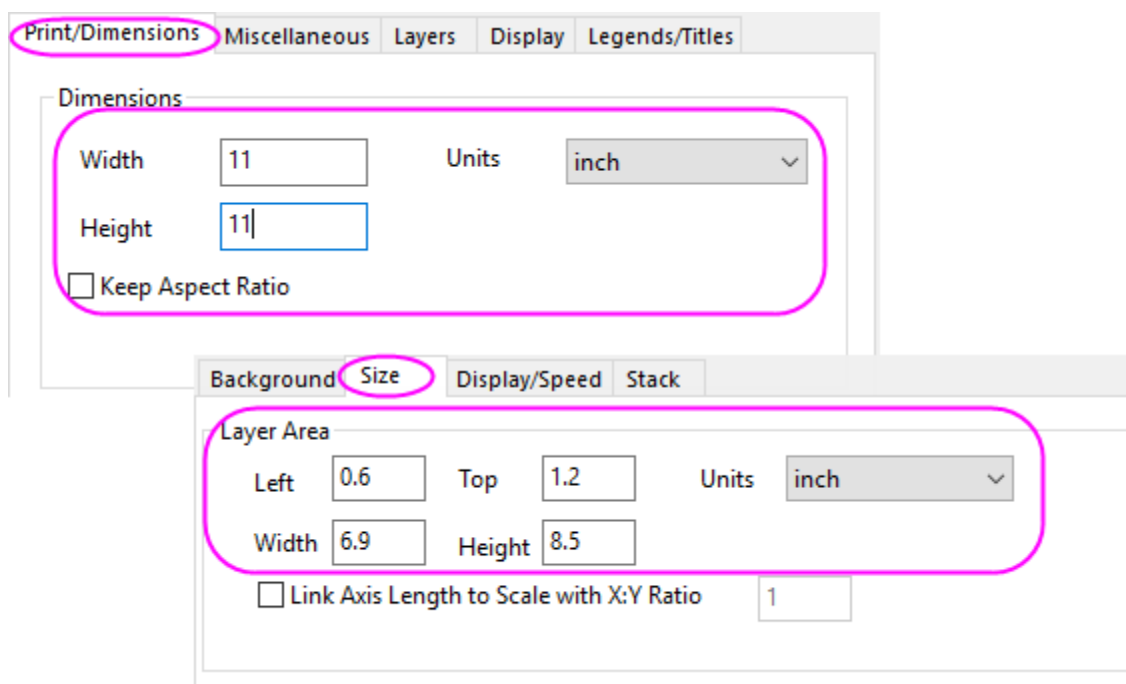 Print/Dimensions Miscellaneous Layers Display Legends/Titles
Dimensions
Width 11 Units inch
Height 11
Keep Aspect Ratio
Background Size Display/Speed Stack
Layer Area
Left 0.6 Top 1.2 Units inch
Width 6.9 Height 8.5
Link Axis Length to Scale with X:Y Ratio 1